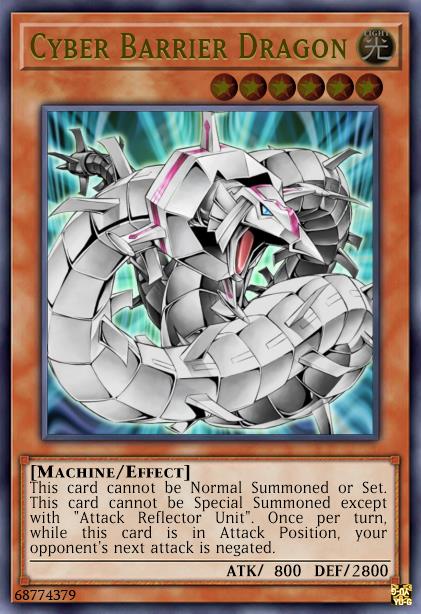 CYBER BARRIER DRAGON
LIGHT
光
[MACHINE/EFFECT]
This card cannot be Normal Summoned or Set.
This card cannot be Special Summoned except
with "Attack Reflector Unit". Once per turn,
while this card is in Attack Position, your
opponent's next attack is negated.
ATK/ 800 DEF/2800
68774379